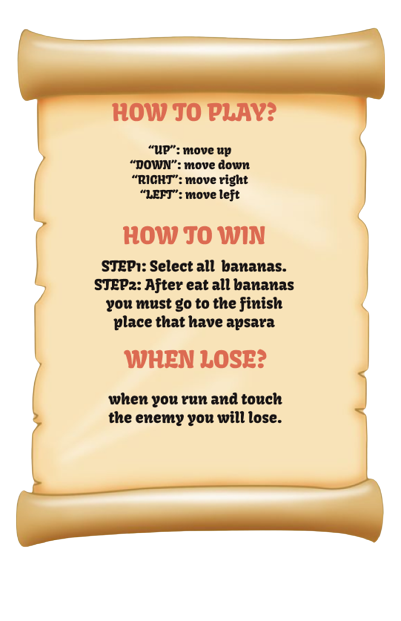 HOW TO PLAY?
“UP”: move up
“DOWN”: move down
“RIGHT”: move right
“LEFT”: move left
HOW TO WIN
STEP1: Select all bananas.
STEP2: After eat all bananas
you must go to the finish
place that have apsara
WHEN LOSE?
when you run and touch
the enemy you will lose.